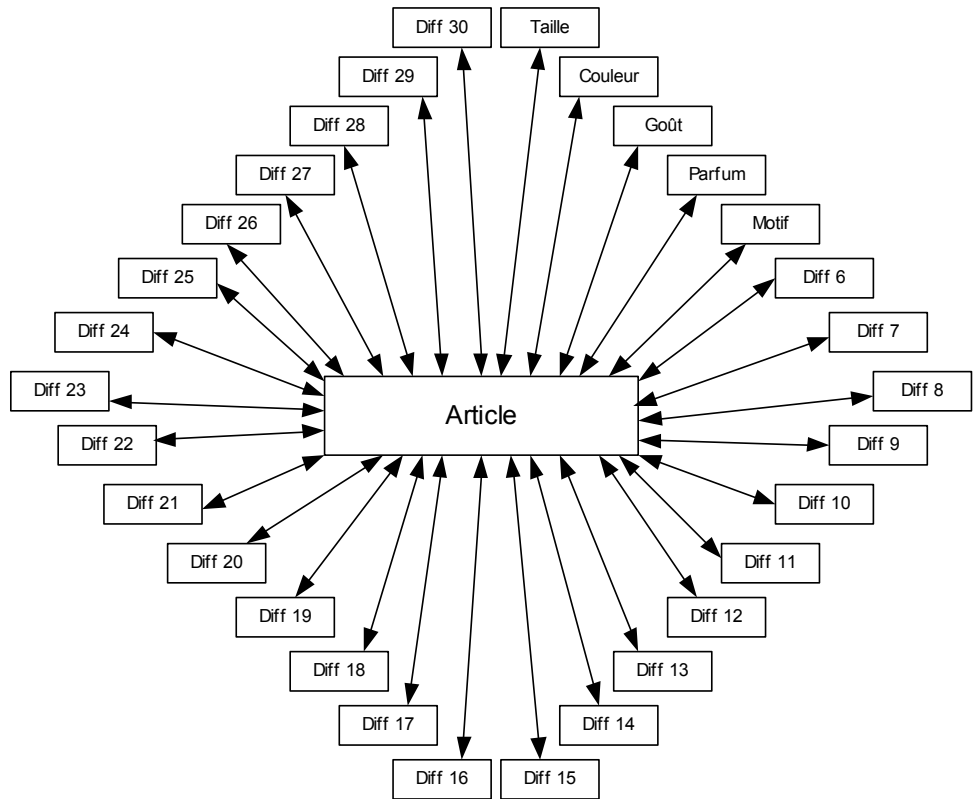 Diff 30
Taille
Diff 29
Couleur
Diff 28
Goût
Diff 27
Parfum
Diff 26
Motif
Diff 25
Diff 6
Diff 24
Diff 7
Diff 23
Diff 8
Article
Diff 22
Diff 9
Diff 21
Diff 10
Diff 20
Diff 11
Diff 19
Diff 12
Diff 18
Diff 13
Diff 17
Diff 14
Diff 16
Diff 15